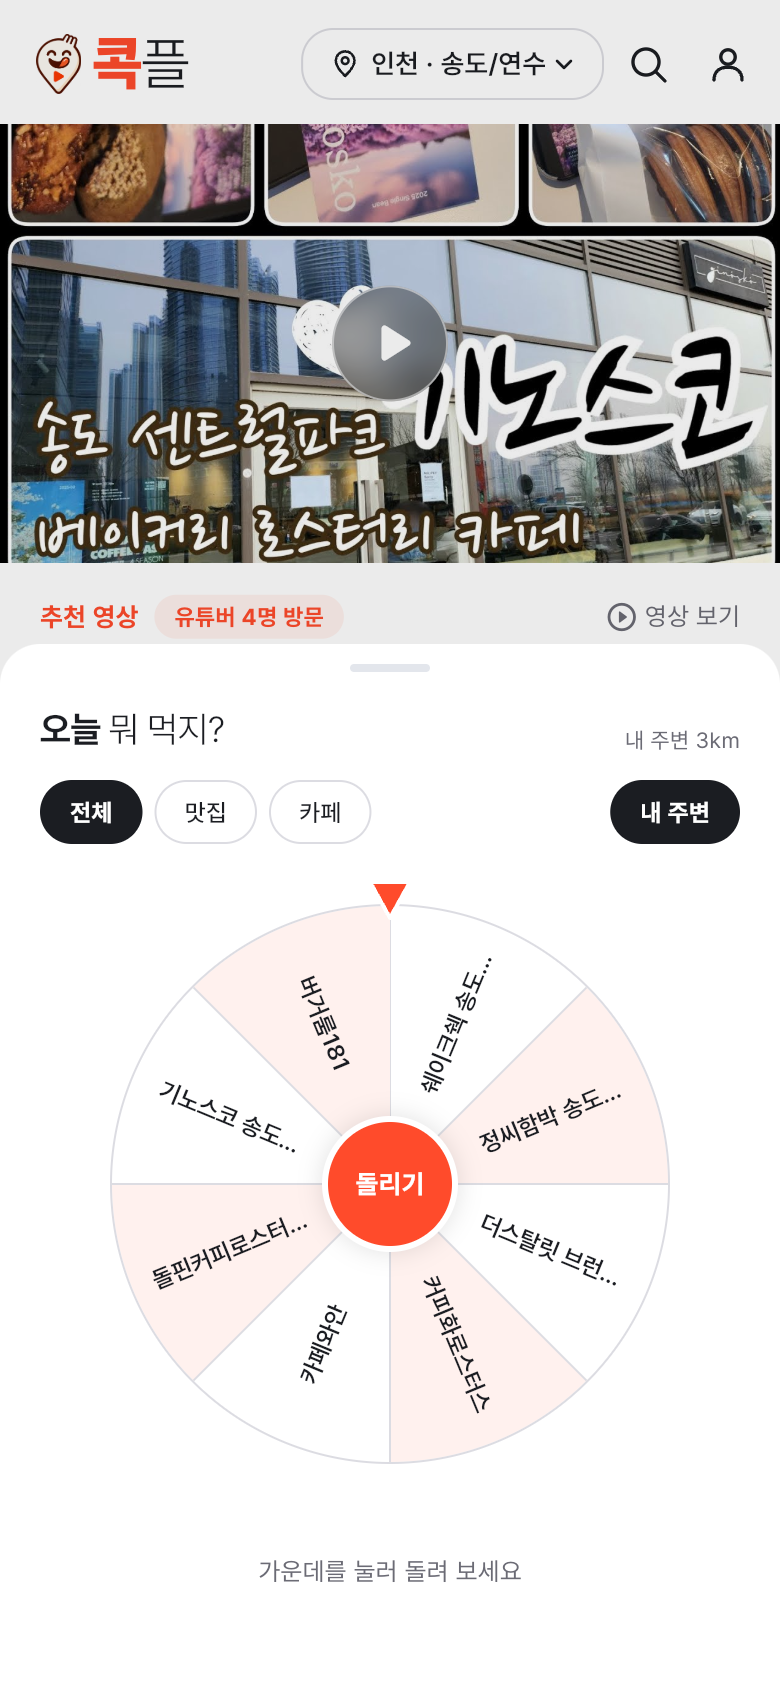 콕플
인천 · 송도/연수
osko
2025 Single Bean
ginosko
기노스코
송도 센트럴파크
베이커리 로스터리 카페
추천 영상
유튜버 4명 방문
영상 보기
오늘 뭐 먹지?
내 주변 3km
전체
맛집
카페
내 주변
버거룸181
쉐이크쉑 송도...
기노스코 송도...
정씨함박 송도...
돌리기
돌핀커피로스터...
더스탈릿 브런...
카페와안
커피화로스터스
가운데를 눌러 돌려 보세요